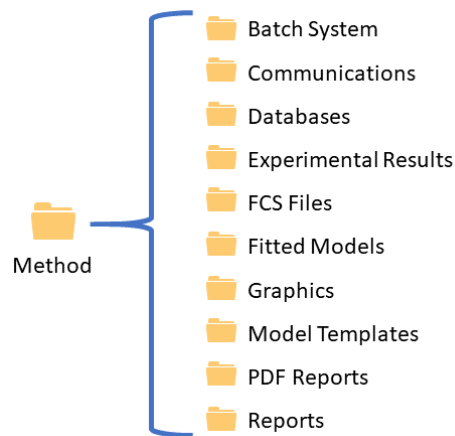 Batch System
Communications
Databases
Experimental Results
FCS Files
Method
Fitted Models
Graphics
Model Templates
PDF Reports
Reports